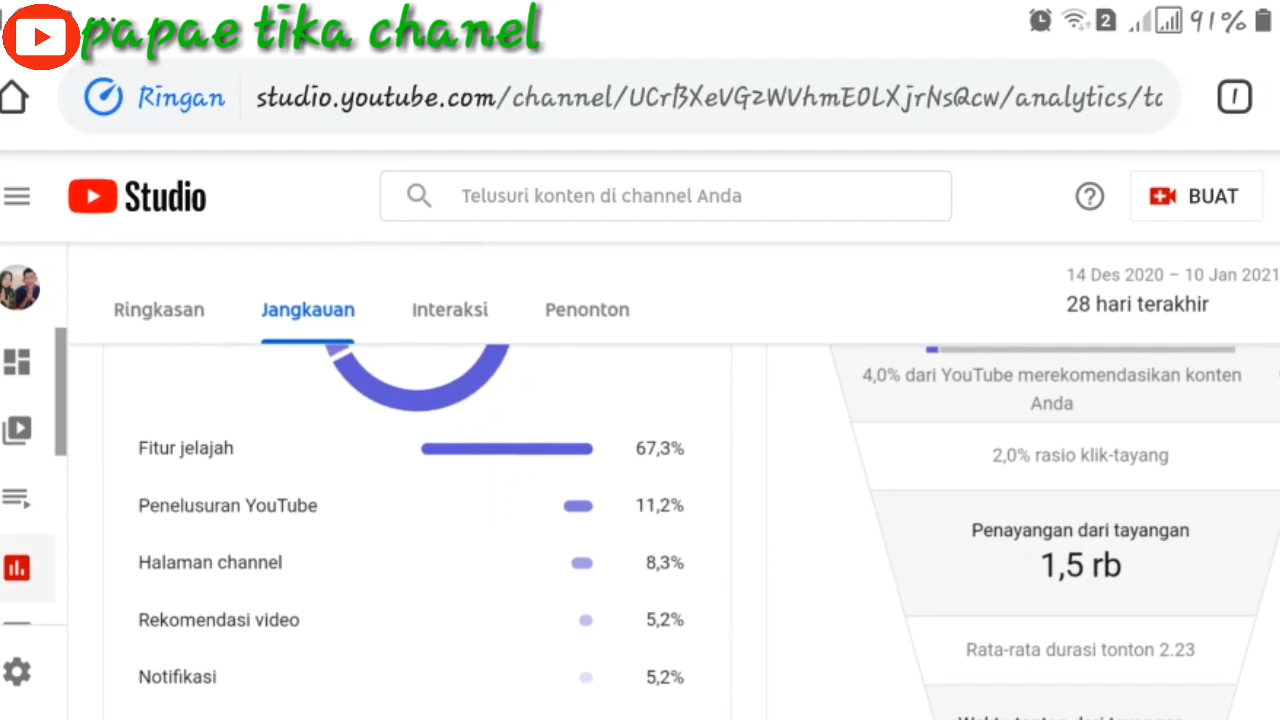 papae tika chanel
2
91%
Ringan
studio.youtube.com/channel/UCrBXeVGzWVhmE0LXjrNsQcw/analytics/ta
1
Studio
Telusuri konten di channel Anda
BUAT
Ringkasan
Jangkauan
Interaksi
Penonton
14 Des 2020 – 10 Jan 2021
28 hari terakhir
Fitur jelajah
67,3%
Penelusuran YouTube
11,2%
Halaman channel
8,3%
Rekomendasi video
5,2%
Notifikasi
5,2%
4,0% dari YouTube merekomendasikan konten
Anda
2,0% rasio klik-tayang
Penayangan dari tayangan
1,5 rb
Rata-rata durasi tonton 2.23